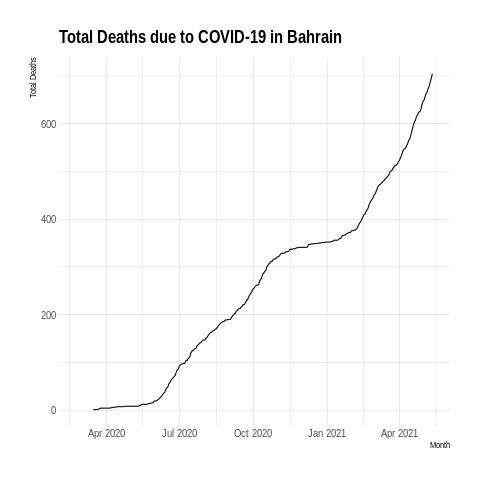 Total Deaths due to COVID-19 in Bahrain
Total Deaths
600
400
200
0
Apr 2020 Jul 2020 Oct 2020 Jan 2021 Apr 2021
Month